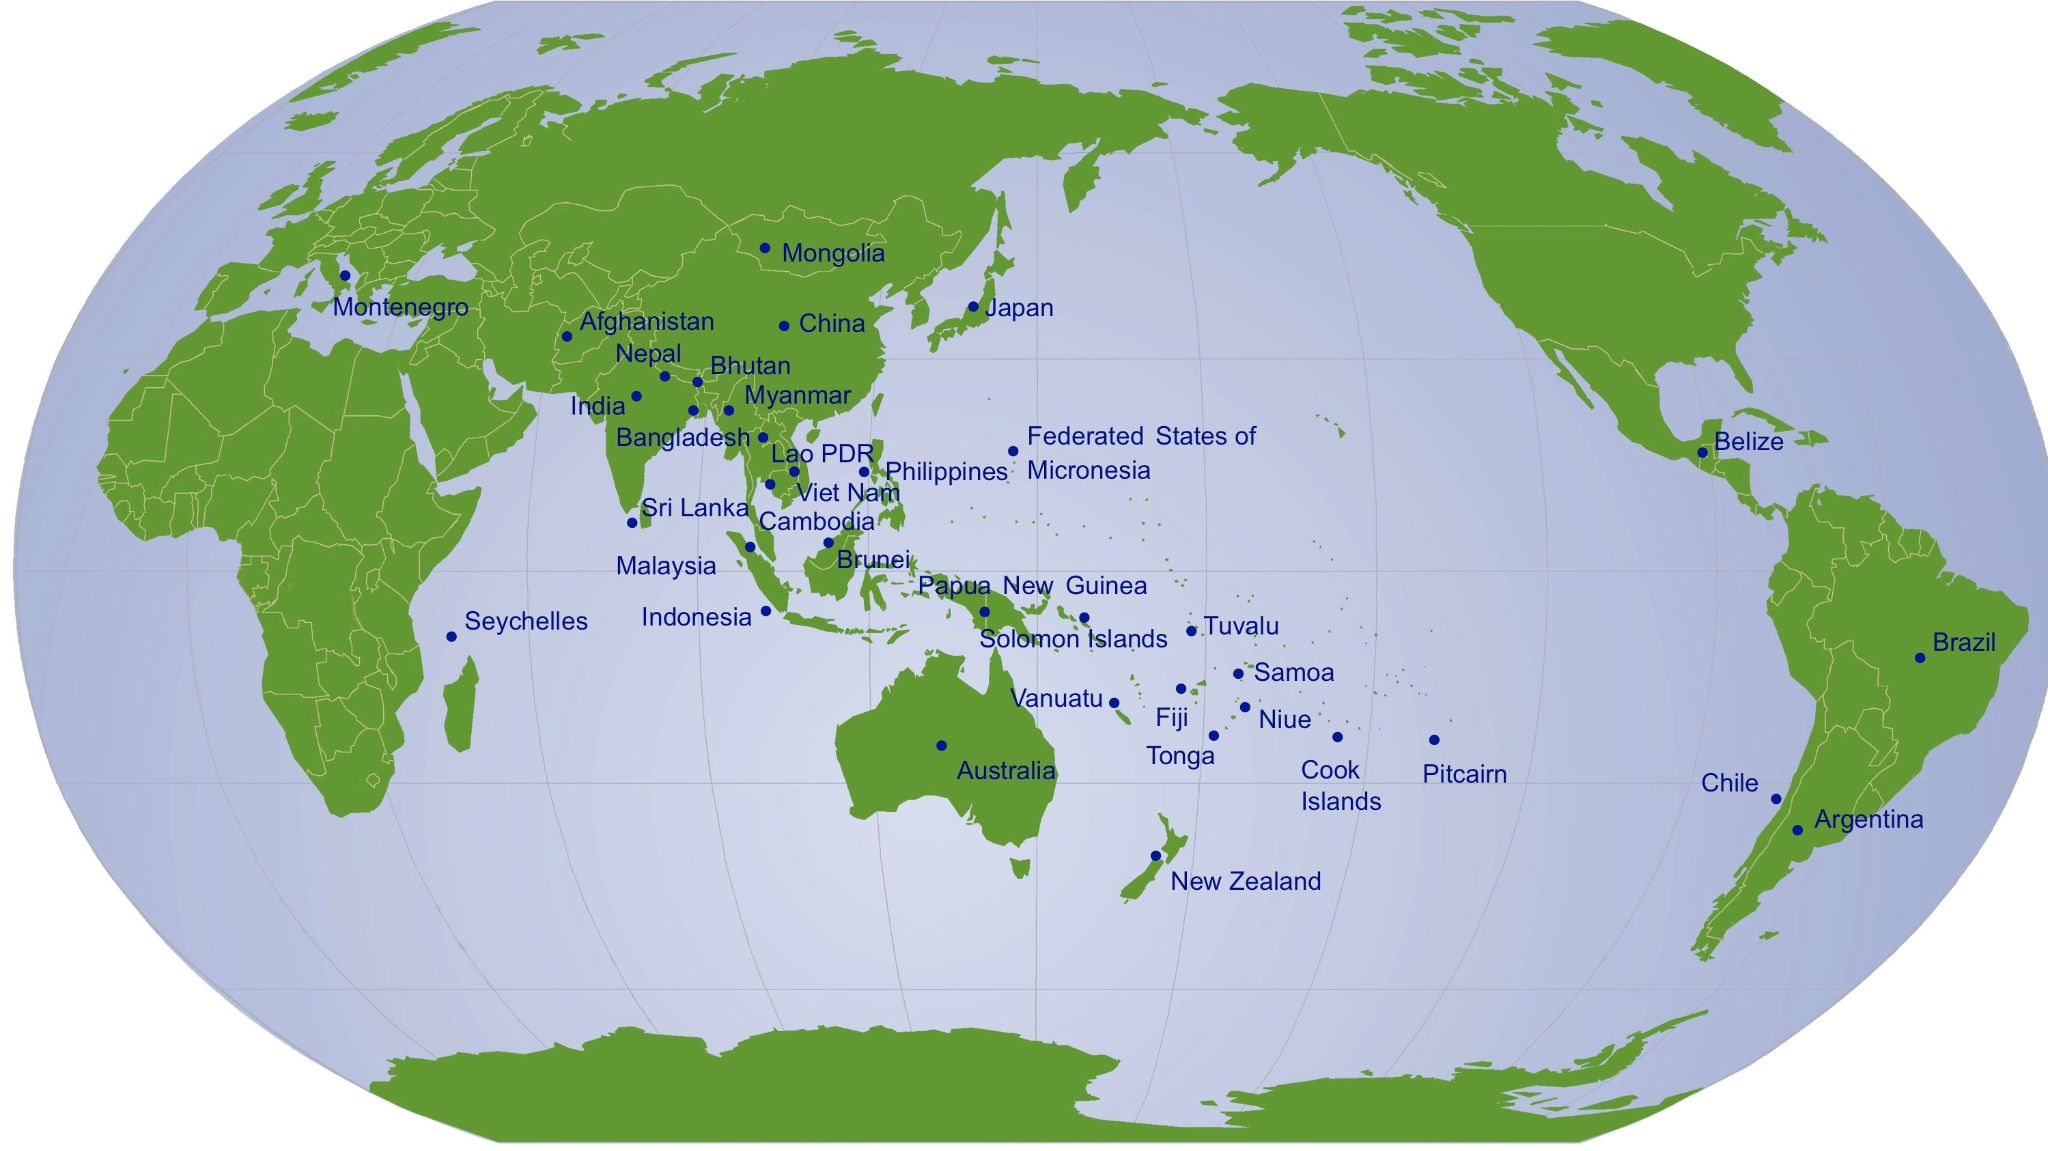 Mongolia
Montenegro
Japan
Afghanistan
China
Nepal
Bhutan
Myanmar
India
Bangladesh
Federated States of
Micronesia
Belize
Lao PDR
Philippines
Viet Nam
Sri Lanka
Cambodia
Brunei
Malaysia
Papua New Guinea
Indonesia
Seychelles
Solomon Islands
Tuvalu
Brazil
Samoa
Vanuatu
Fiji
Niue
Tonga
Australia
Cook
Islands
Pitcairn
Chile
Argentina
New Zealand